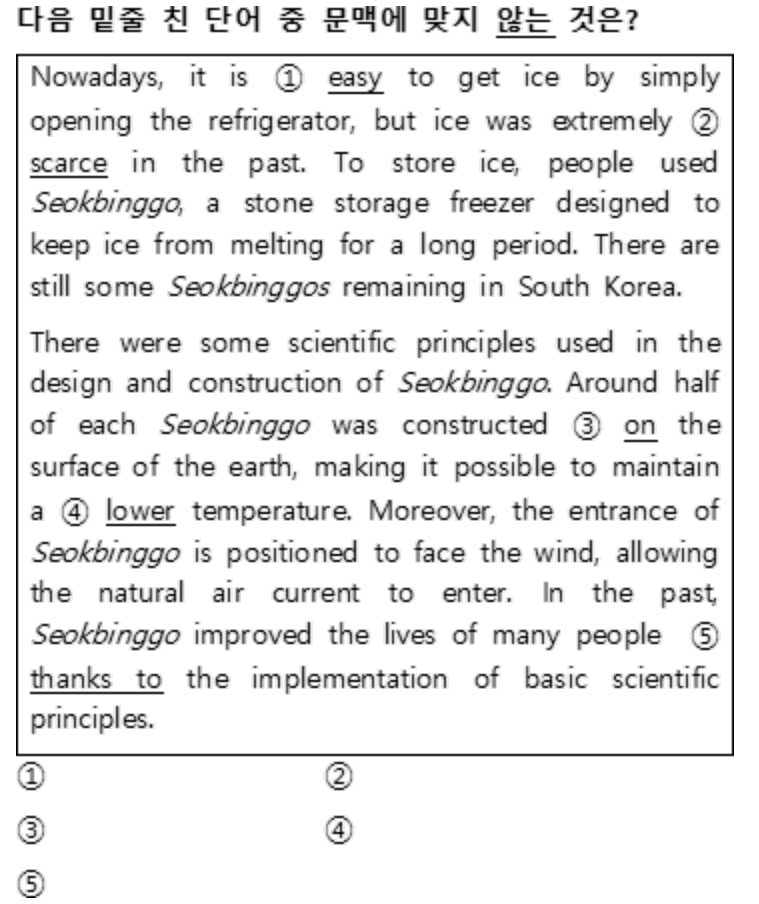 다음 밑줄 친 단어 중 문맥에 맞지 않는 것은?
Nowadays, it is ① easy to get ice by simply
opening the refrigerator, but ice was extremely ②
scarce in the past. To store ice, people used
Seokbinggo, a stone storage freezer designed to
keep ice from melting for a long period. There are
still some Seokbinggos remaining in South Korea.
There were some scientific principles used in the
design and construction of Seokbinggo. Around half
of each Seokbinggo was constructed ③ on the
surface of the earth, making it possible to maintain
a ④ lower temperature. Moreover, the entrance of
Seokbinggo is positioned to face the wind, allowing
the natural air current to enter. In the past,
Seokbinggo improved the lives of many people ⑤
thanks to the implementation of basic scientific
principles.
① ②
③ ④
⑤